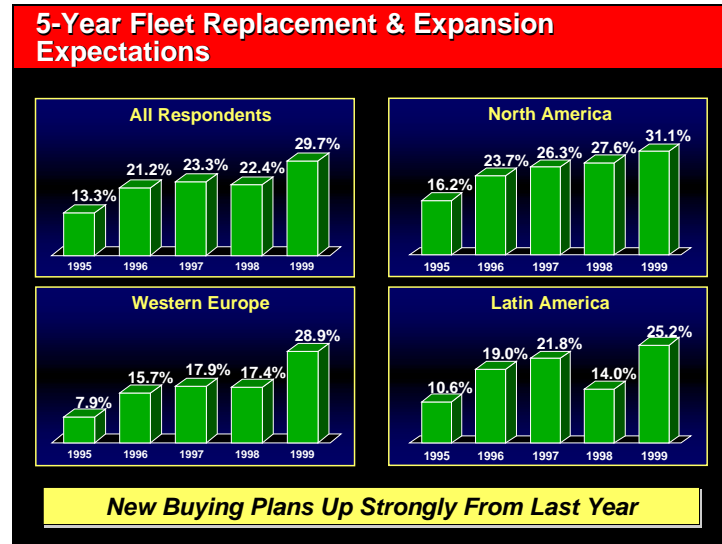 5-Year Fleet Replacement & Expansion
Expectations
All Respondents
13.3%
21.2%
23.3%
22.4%
29.7%
1995 1996 1997 1998 1999
North America
16.2%
23.7%
26.3%
27.6%
31.1%
1995 1996 1997 1998 1999
Western Europe
7.9%
15.7%
17.9%
17.4%
28.9%
1995 1996 1997 1998 1999
Latin America
10.6%
19.0%
21.8%
14.0%
25.2%
1995 1996 1997 1998 1999
New Buying Plans Up Strongly From Last Year